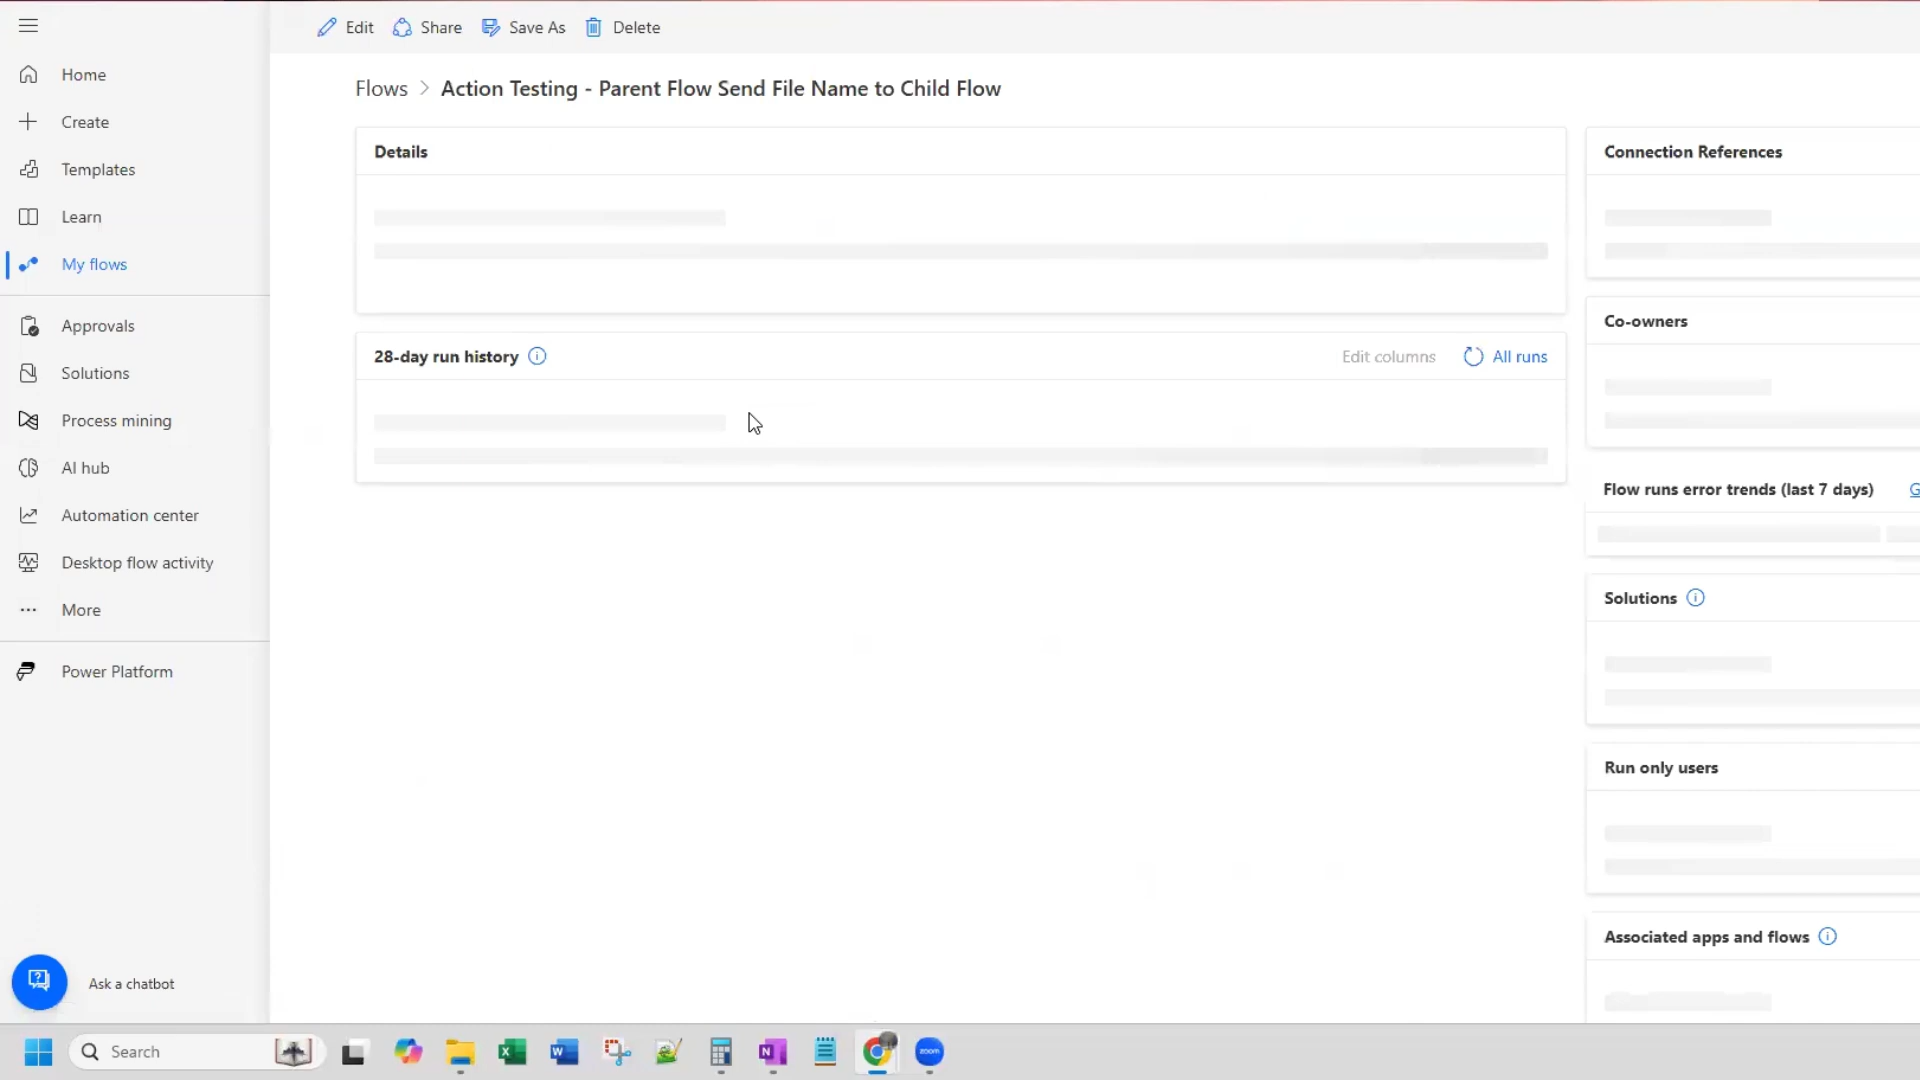 Edit Share Save As Delete
Home
Create
Templates
Learn
My flows
Approvals
Solutions
Process mining
AI hub
Automation center
Desktop flow activity
More
Power Platform
Ask a chatbot
Flows > Action Testing - Parent Flow Send File Name to Child Flow
Details
28-day run history Edit columns All runs
Connection References
Co-owners
Flow runs error trends (last 7 days)
Solutions
Run only users
Associated apps and flows
Search
zoom